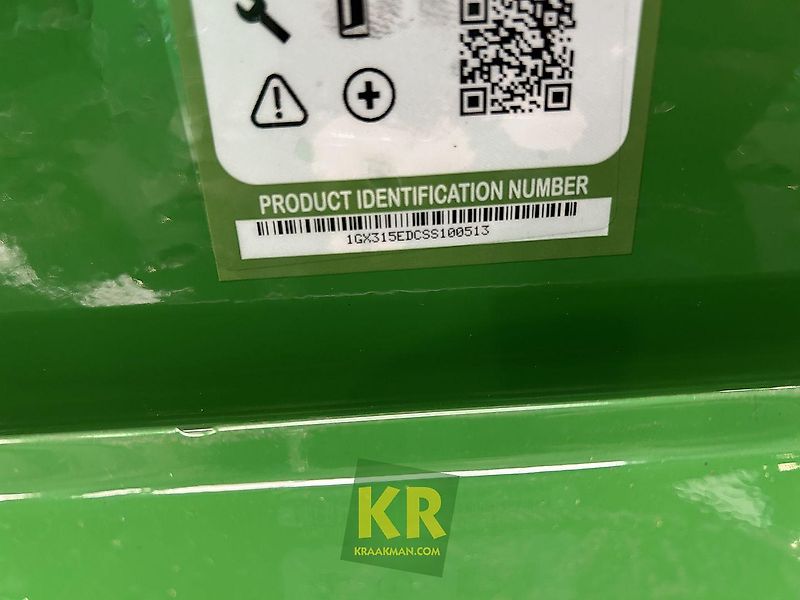 PRODUCT IDENTIFICATION NUMBER
1GX315EDCSS100513
KR
KRAAKMAN.COM